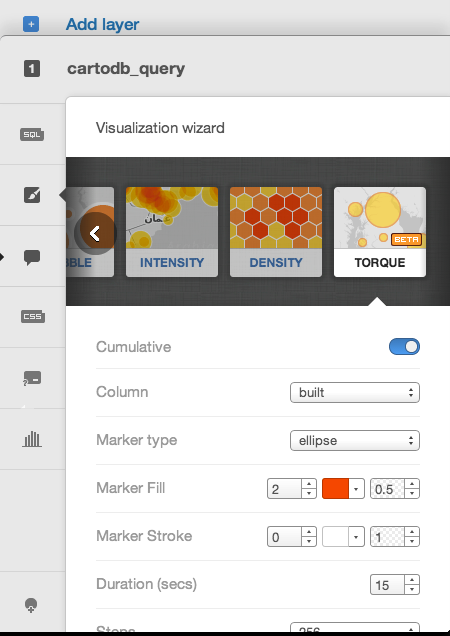 + Add layer
1 cartodb_query
Visualization wizard
SQL
عمان
BBLE
INTENSITY
DENSITY
BETA
TORQUE
CSS
Cumulative
Column built
Marker type ellipse
Marker Fill 2 0.5
Marker Stroke 0 1
Duration (secs) 15
Steps 256